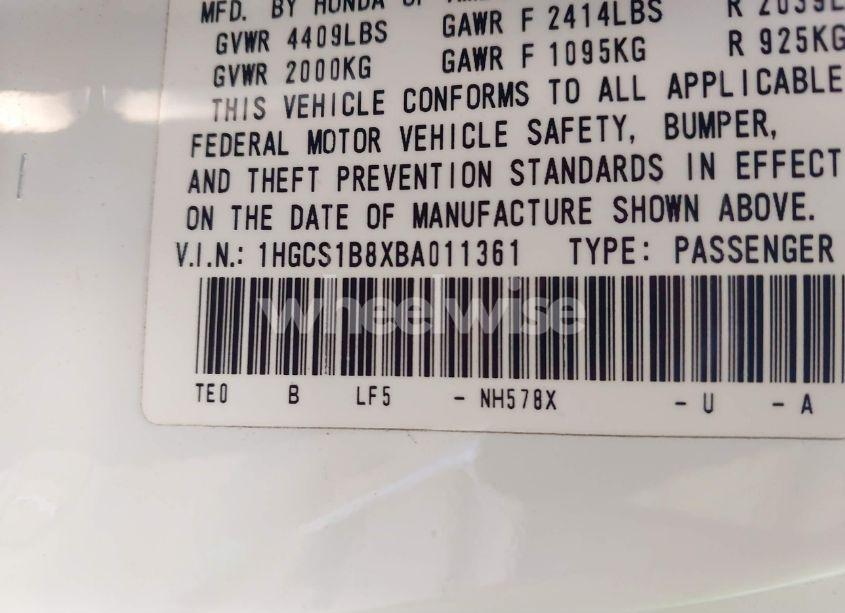 MFD. BY HONDA OF
GVWR 4409LBS GAWR F 2414LBS R 2039L
GVWR 2000KG GAWR F 1095KG R 925KG
THIS VEHICLE CONFORMS TO ALL APPLICABLE
FEDERAL MOTOR VEHICLE SAFETY, BUMPER,
AND THEFT PREVENTION STANDARDS IN EFFECT
ON THE DATE OF MANUFACTURE SHOWN ABOVE.
V.I.N.: 1HGCS1B8XBA011361 TYPE: PASSENGER
wheelwise
TE0 B LF5 - NH578X - U - A